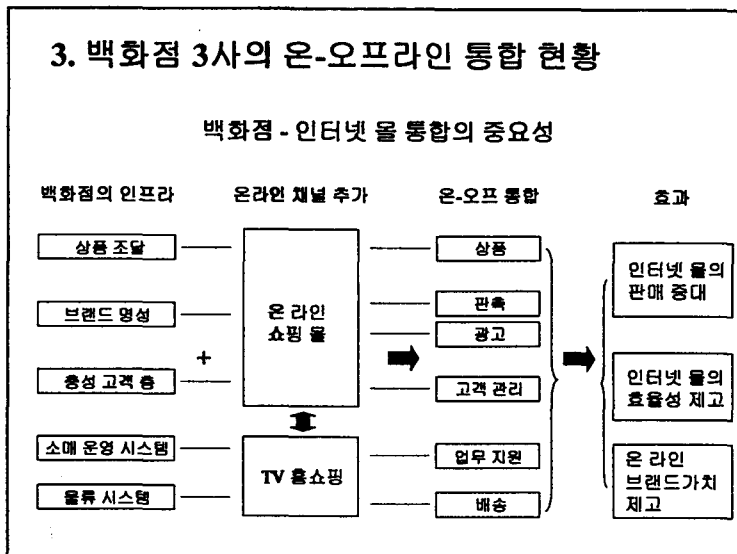 3. 백화점 3사의 온-오프라인 통합 현황
백화점 - 인터넷 몰 통합의 중요성
백화점의 인프라
온라인 채널 추가
온-오프 통합
효과
상품 조달
브랜드 명성
충성 고객 층
소매 운영 시스템
물류 시스템
+
온 라인
쇼핑 몰
TV 홈쇼핑
상품
판촉
광고
고객 관리
업무 지원
배송
인터넷 몰의
판매 증대
인터넷 몰의
효율성 제고
온 라인
브랜드가치
제고